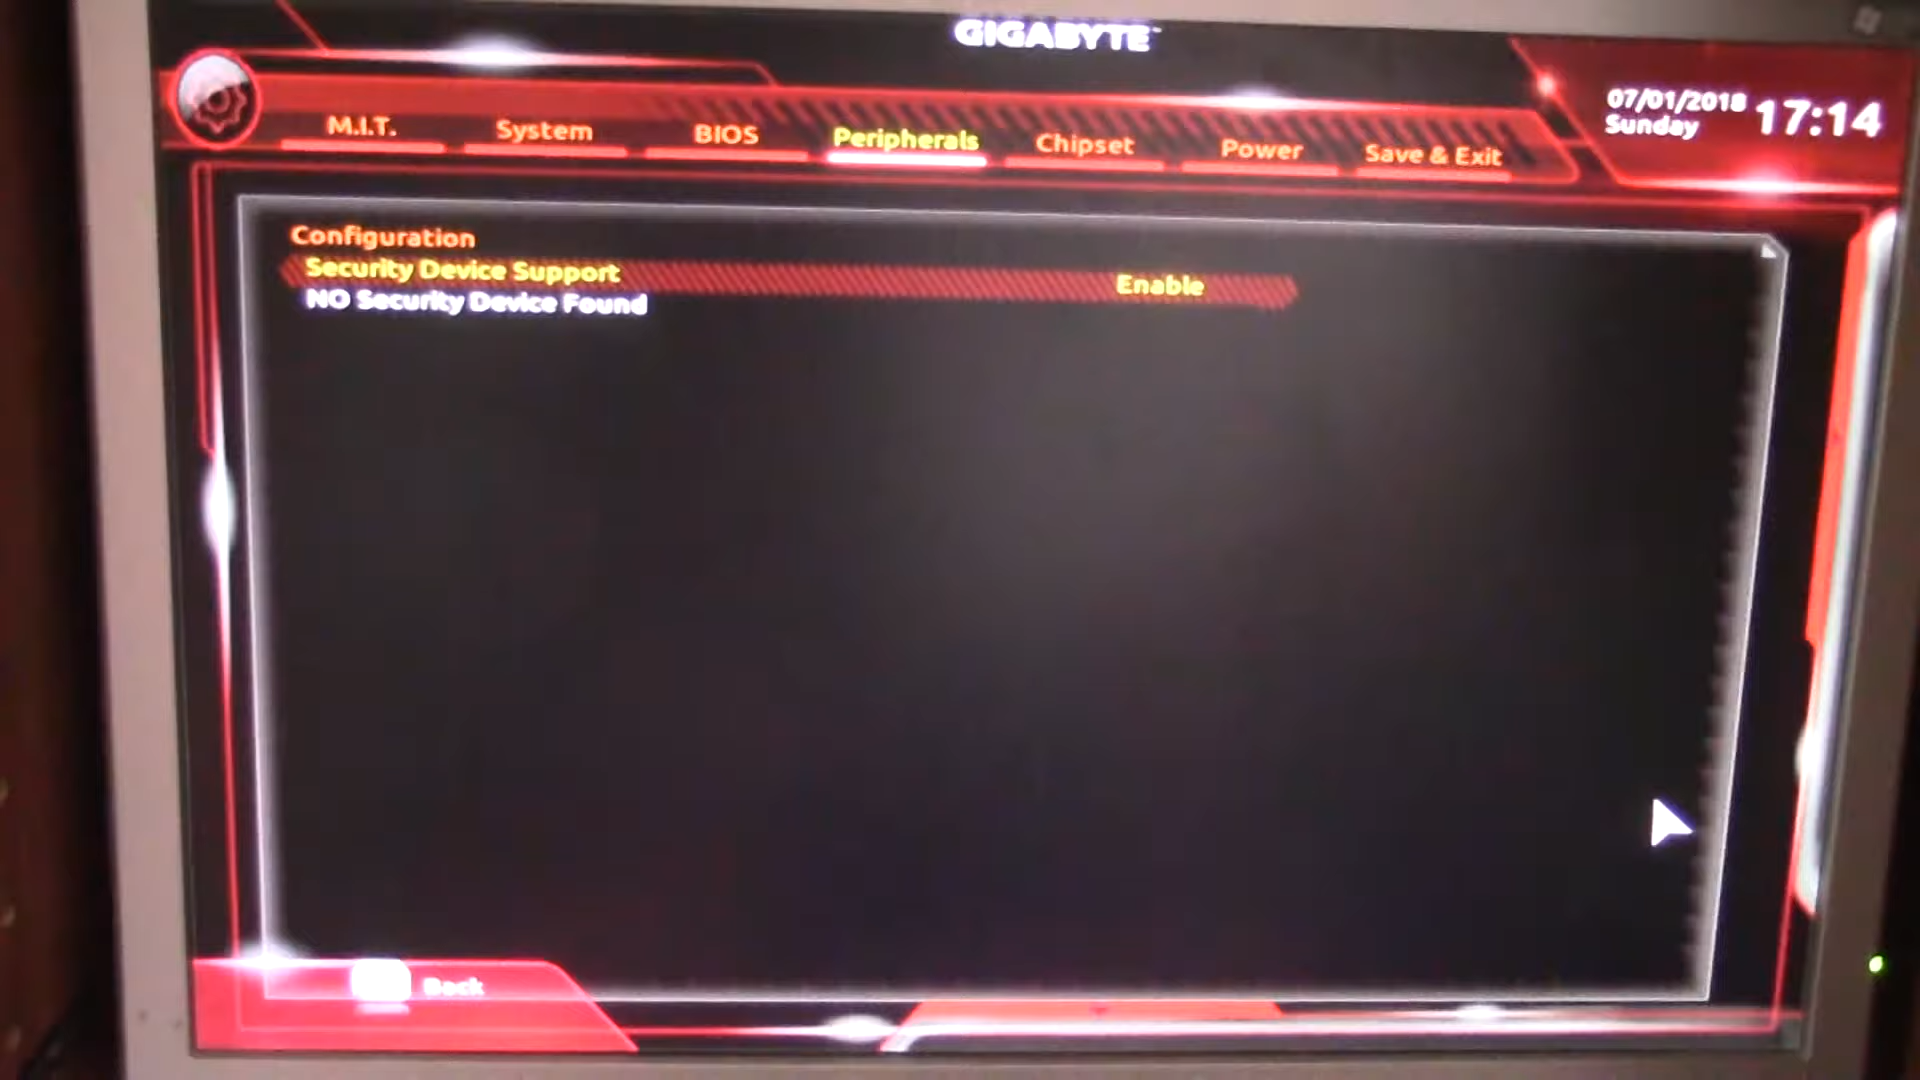 GIGABYTE™
M.I.T. System BIOS Peripherals Chipset Power Save & Exit
07/01/2018
Sunday
17:14
Configuration
Security Device Support Enable
NO Security Device Found
Back